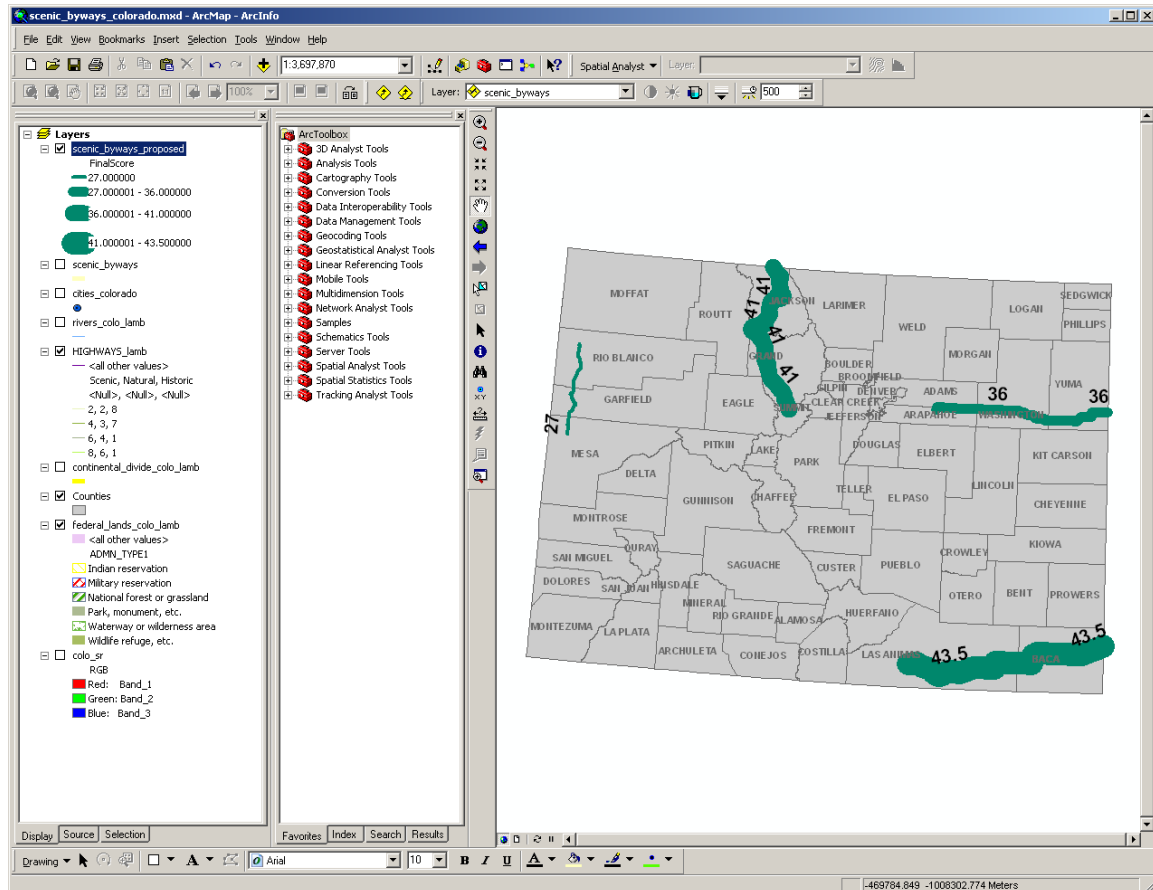 scenic_byways_colorado.mxd - ArcMap - ArcInfo
File Edit View Bookmarks Insert Selection Tools Window Help
1:3,697,870
Spatial Analyst
Layer:
100%
Layer: scenic_byways
500
Layers
scenic_byways_proposed
FinalScore
27.000000
27.000001 - 36.000000
36.000001 - 41.000000
41.000001 - 43.500000
scenic_byways
cities_colorado
rivers_colo_lamb
HIGHWAYS_lamb
<all other values>
Scenic, Natural, Historic
<Null>, <Null>, <Null>
2, 2, 8
4, 3, 7
6, 4, 1
8, 6, 1
continental_divide_colo_lamb
Counties
federal_lands_colo_lamb
<all other values>
ADMN_TYPE1
Indian reservation
Military reservation
National forest or grassland
Park, monument, etc.
Waterway or wilderness area
Wildlife refuge, etc.
colo_sr
RGB
Red: Band_1
Green: Band_2
Blue: Band_3
Display Source Selection
ArcToolbox
3D Analyst Tools
Analysis Tools
Cartography Tools
Conversion Tools
Data Interoperability Tools
Data Management Tools
Geocoding Tools
Geostatistical Analyst Tools
Linear Referencing Tools
Mobile Tools
Multidimension Tools
Network Analyst Tools
Samples
Schematics Tools
Server Tools
Spatial Analyst Tools
Spatial Statistics Tools
Tracking Analyst Tools
Favorites Index Search Results
XY
MOFFAT
ROUTT
41
41
JACKSON
LARIMER
WELD
LOGAN
SEDGWICK
PHILLIPS
RIO BLANCO
GRAND
41
BOULDER
BROOMFIELD
MORGAN
YUMA
GARFIELD
EAGLE
41
SUMMIT
GILPIN
CLEAR CREEK
DENVER
JEFFERSON
ADAMS
ARAPAHOE
36
WASHINGTON
36
27
MESA
PITKIN
LAKE
PARK
DOUGLAS
ELBERT
KIT CARSON
DELTA
GUNNISON
CHAFFEE
TELLER
EL PASO
LINCOLN
CHEYENNE
MONTROSE
FREMONT
OURAY
SAN MIGUEL
SAGUACHE
CUSTER
PUEBLO
CROWLEY
KIOWA
DOLORES
SAN JUAN
HINSDALE
MINERAL
RIO GRANDE
ALAMOSA
HUERFANO
OTERO
BENT
PROWERS
MONTEZUMA
LA PLATA
ARCHULETA
CONEJOS
COSTILLA
LAS ANIMAS
43.5
BACA
43.5
Drawing
A
Arial
10
B I U A
-469784.849 -1008302.774 Meters